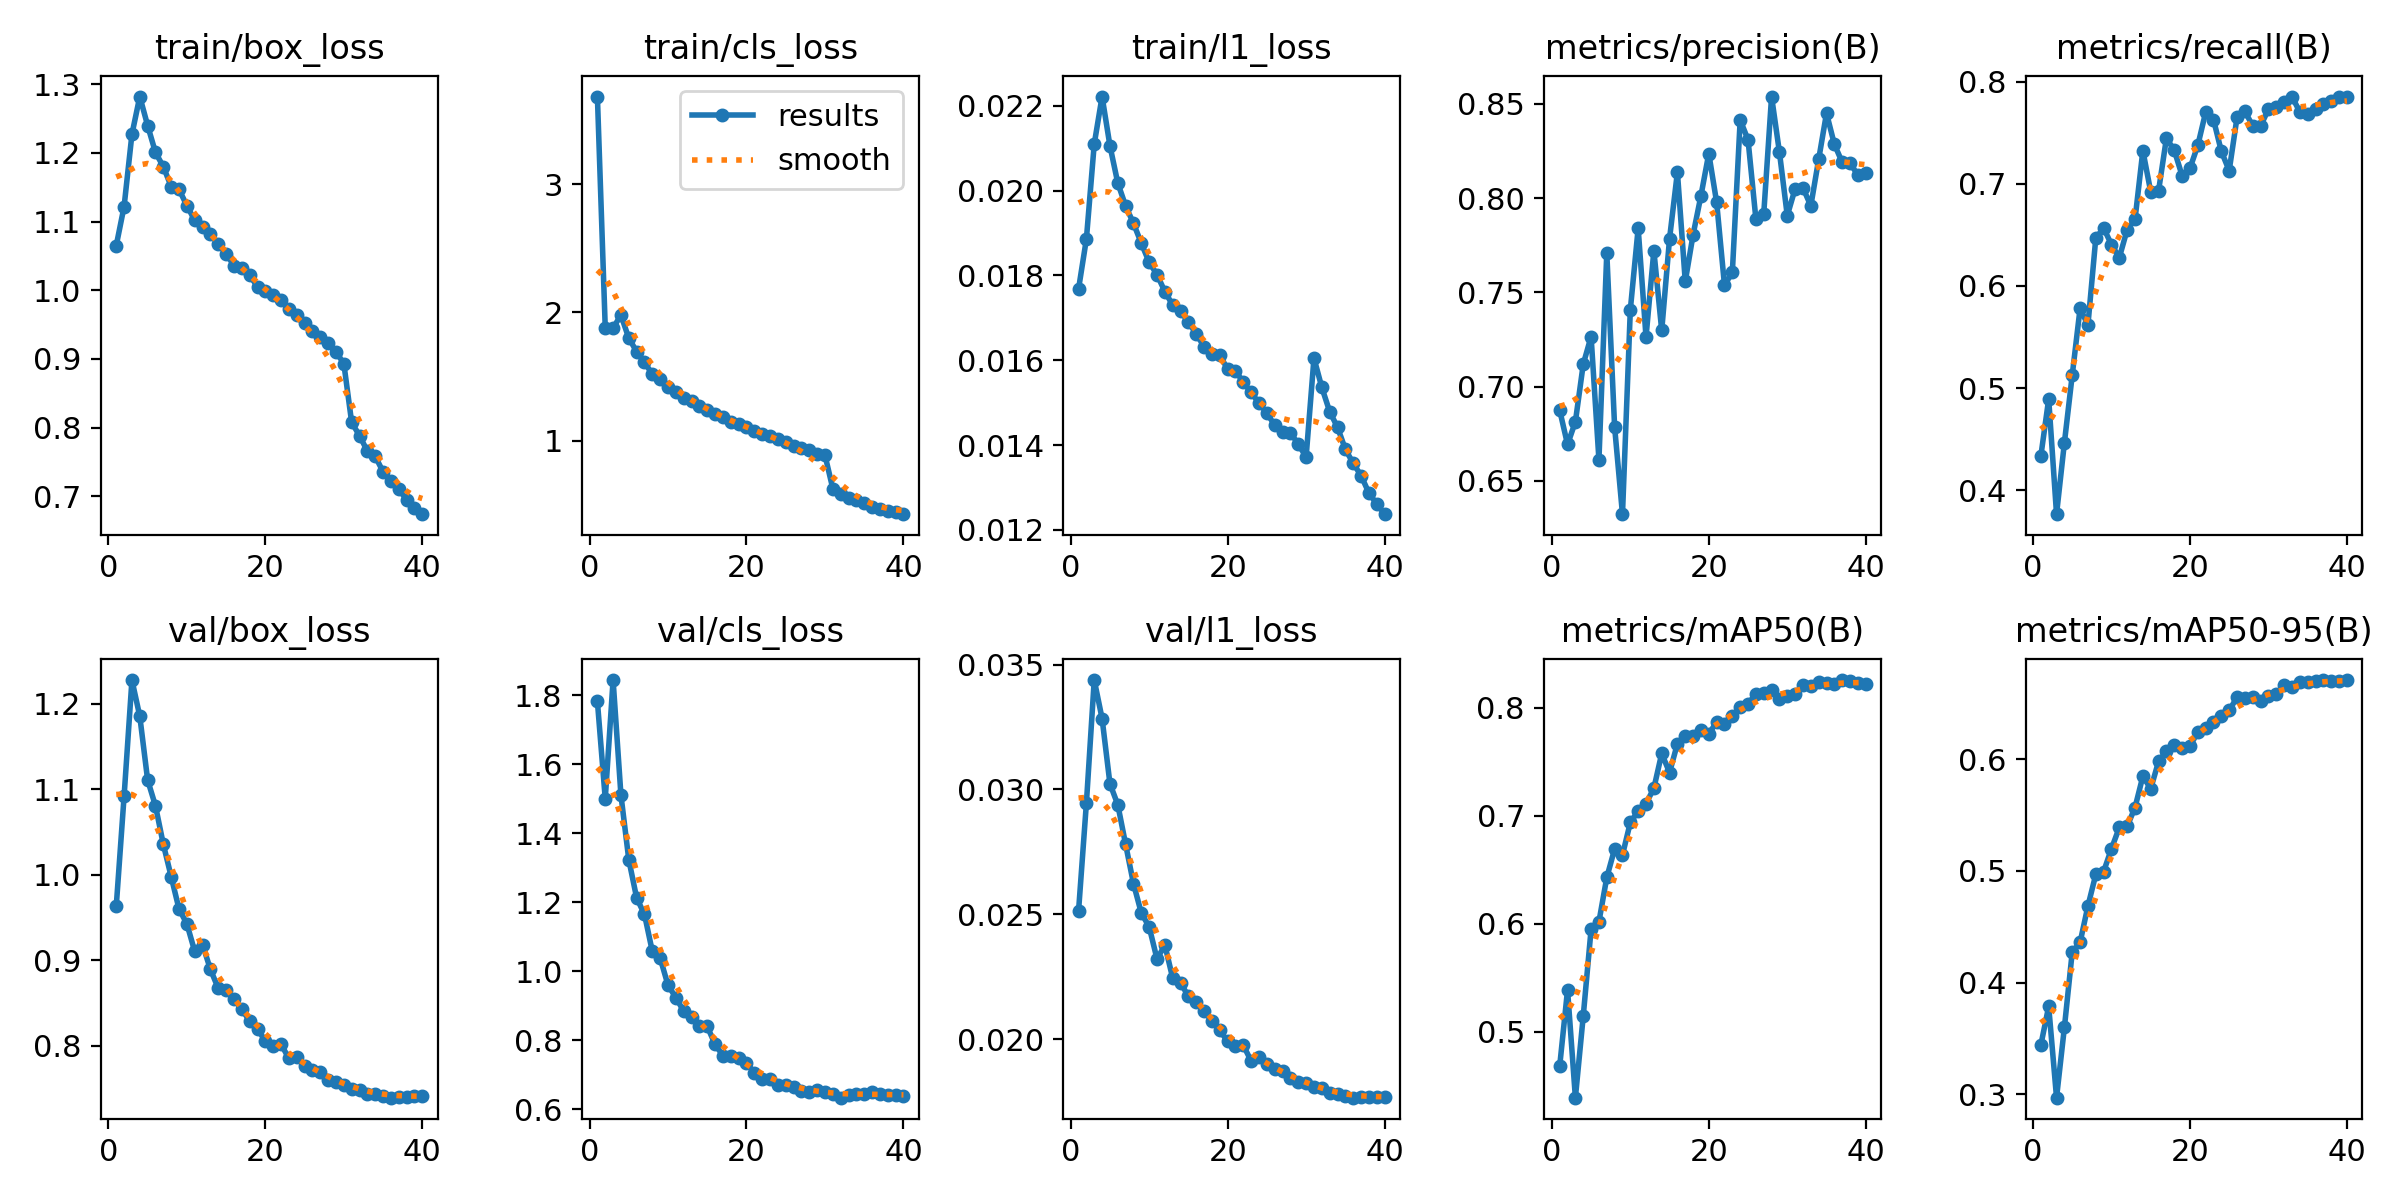 train/box_loss
1.3
1.2
1.1
1.0
0.9
0.8
0.7
0 20 40
train/cls_loss
results
smooth
3
2
1
0 20 40
train/l1_loss
0.022
0.020
0.018
0.016
0.014
0.012
0 20 40
metrics/precision(B)
0.85
0.80
0.75
0.70
0.65
0 20 40
metrics/recall(B)
0.8
0.7
0.6
0.5
0.4
0 20 40
val/box_loss
1.2
1.1
1.0
0.9
0.8
0 20 40
val/cls_loss
1.8
1.6
1.4
1.2
1.0
0.8
0.6
0 20 40
val/l1_loss
0.035
0.030
0.025
0.020
0 20 40
metrics/mAP50(B)
0.8
0.7
0.6
0.5
0 20 40
metrics/mAP50-95(B)
0.6
0.5
0.4
0.3
0 20 40